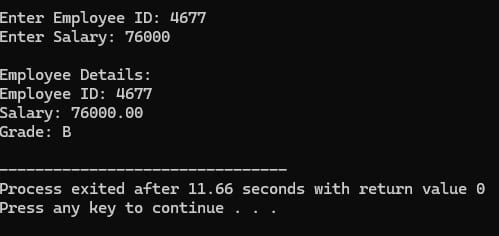 Enter Employee ID: 4677
Enter Salary: 76000
Employee Details:
Employee ID: 4677
Salary: 76000.00
Grade: B
--------------------------------
Process exited after 11.66 seconds with return value 0
Press any key to continue . . .